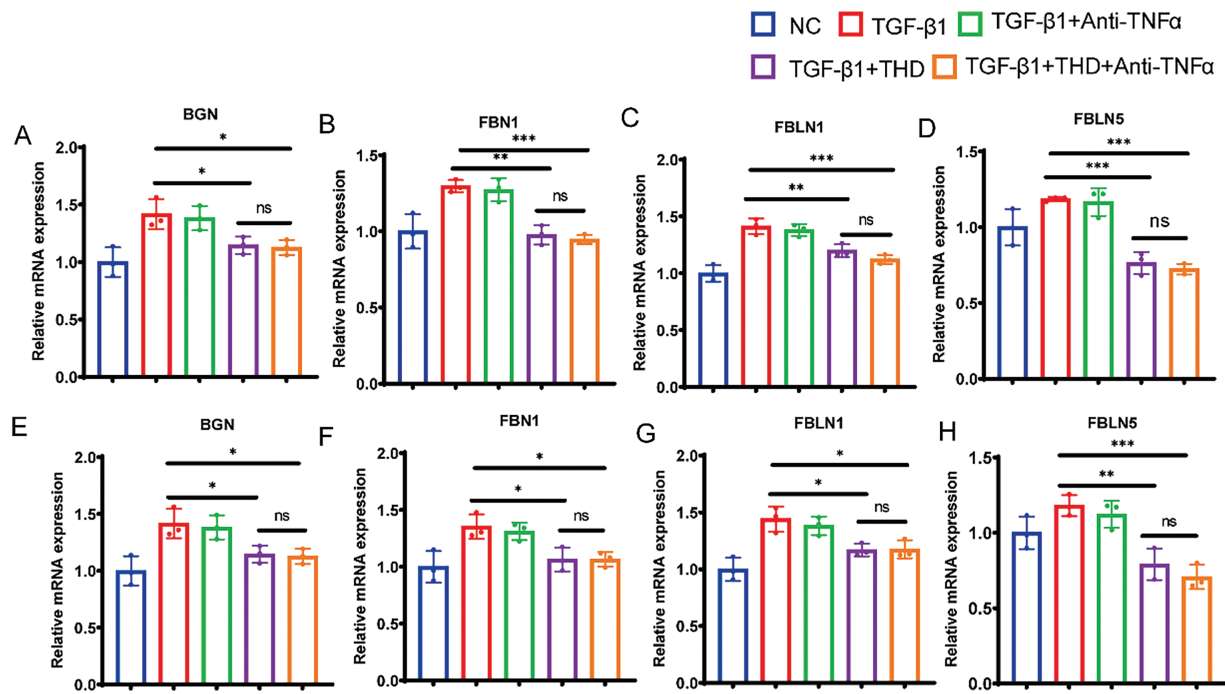 NC TGF-β1 TGF-β1+Anti-TNFα
TGF-β1+THD TGF-β1+THD+Anti-TNFα
A
BGN
Relative mRNA expression
2.0
1.5
1.0
0.5
0.0
*
*
ns
B
FBN1
Relative mRNA expression
1.5
1.0
0.5
0.0
***
**
ns
C
FBLN1
Relative mRNA expression
2.0
1.5
1.0
0.5
0.0
***
**
ns
D
FBLN5
Relative mRNA expression
1.5
1.0
0.5
0.0
***
***
ns
E
BGN
Relative mRNA expression
2.0
1.5
1.0
0.5
0.0
*
*
ns
F
FBN1
Relative mRNA expression
2.0
1.5
1.0
0.5
0.0
*
*
ns
G
FBLN1
Relative mRNA expression
2.0
1.5
1.0
0.5
0.0
*
*
ns
H
FBLN5
Relative mRNA expression
1.5
1.0
0.5
0.0
***
**
ns